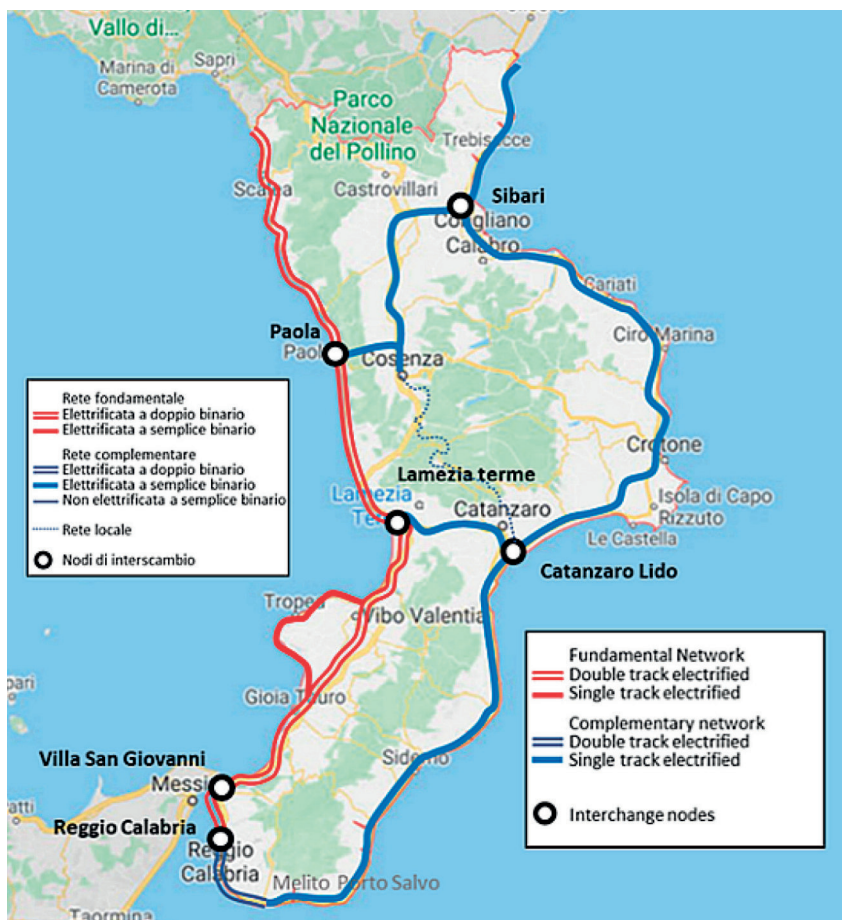 Vallo di...
Marina di
Camerota
Sapri
Parco
Nazionale
del Pollino
Trebisacce
Scalea
Castrovillari
Sibari
Corigliano
Calabro
Cariati
Paola
Paola
Cirò Marina
Cosenza
Rete fondamentale
Elettrificata a doppio binario
Elettrificata a semplice binario
Rete complementare
Elettrificata a doppio binario
Elettrificata a semplice binario
Non elettrificata a semplice binario
Rete locale
Nodi di interscambio
Crotone
Lamezia terme
Lamezia
Catanzaro
Isola di Capo
Rizzuto
Le Castella
Catanzaro Lido
Tropea
Vibo Valentia
Gioia Tauro
Fundamental Network
Double track electrified
Single track electrified
Complementary network
Double track electrified
Single track electrified
Interchange nodes
Villa San Giovanni
Messi
Siderno
Reggio Calabria
Reggio
Calabria
Melito Porto Salvo
pari
atti
Taormina